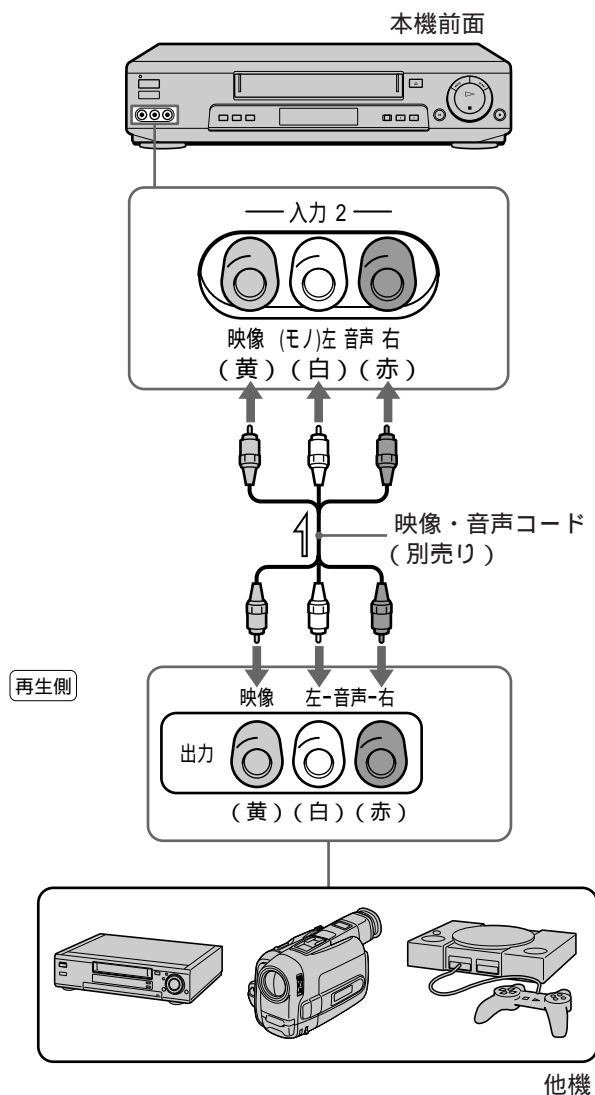 本機前面
入力 2
映像 (モノ)左 音声 右
(黄) (白) (赤)
映像・音声コード
(別売り)
再生側
映像 左-音声-右
出力
(黄) (白) (赤)
他機